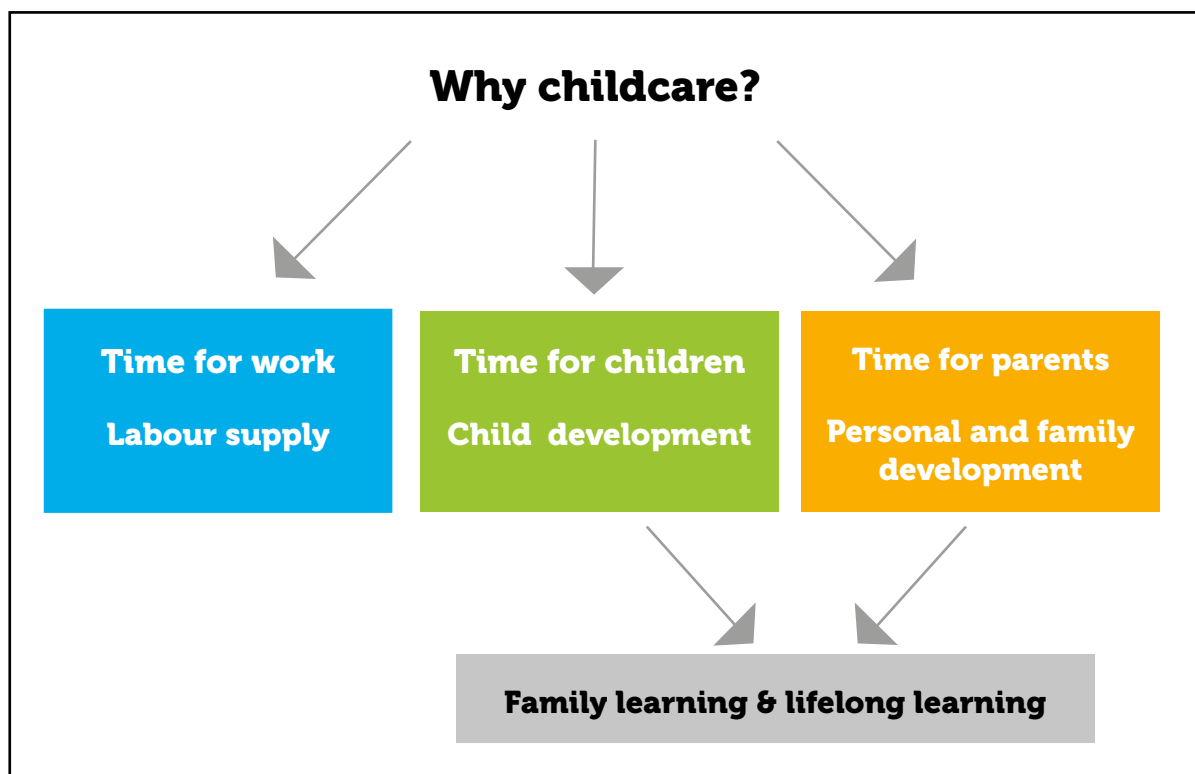 Why childcare?
Time for work
Labour supply
Time for children
Child development
Time for parents
Personal and family
development
Family learning & lifelong learning